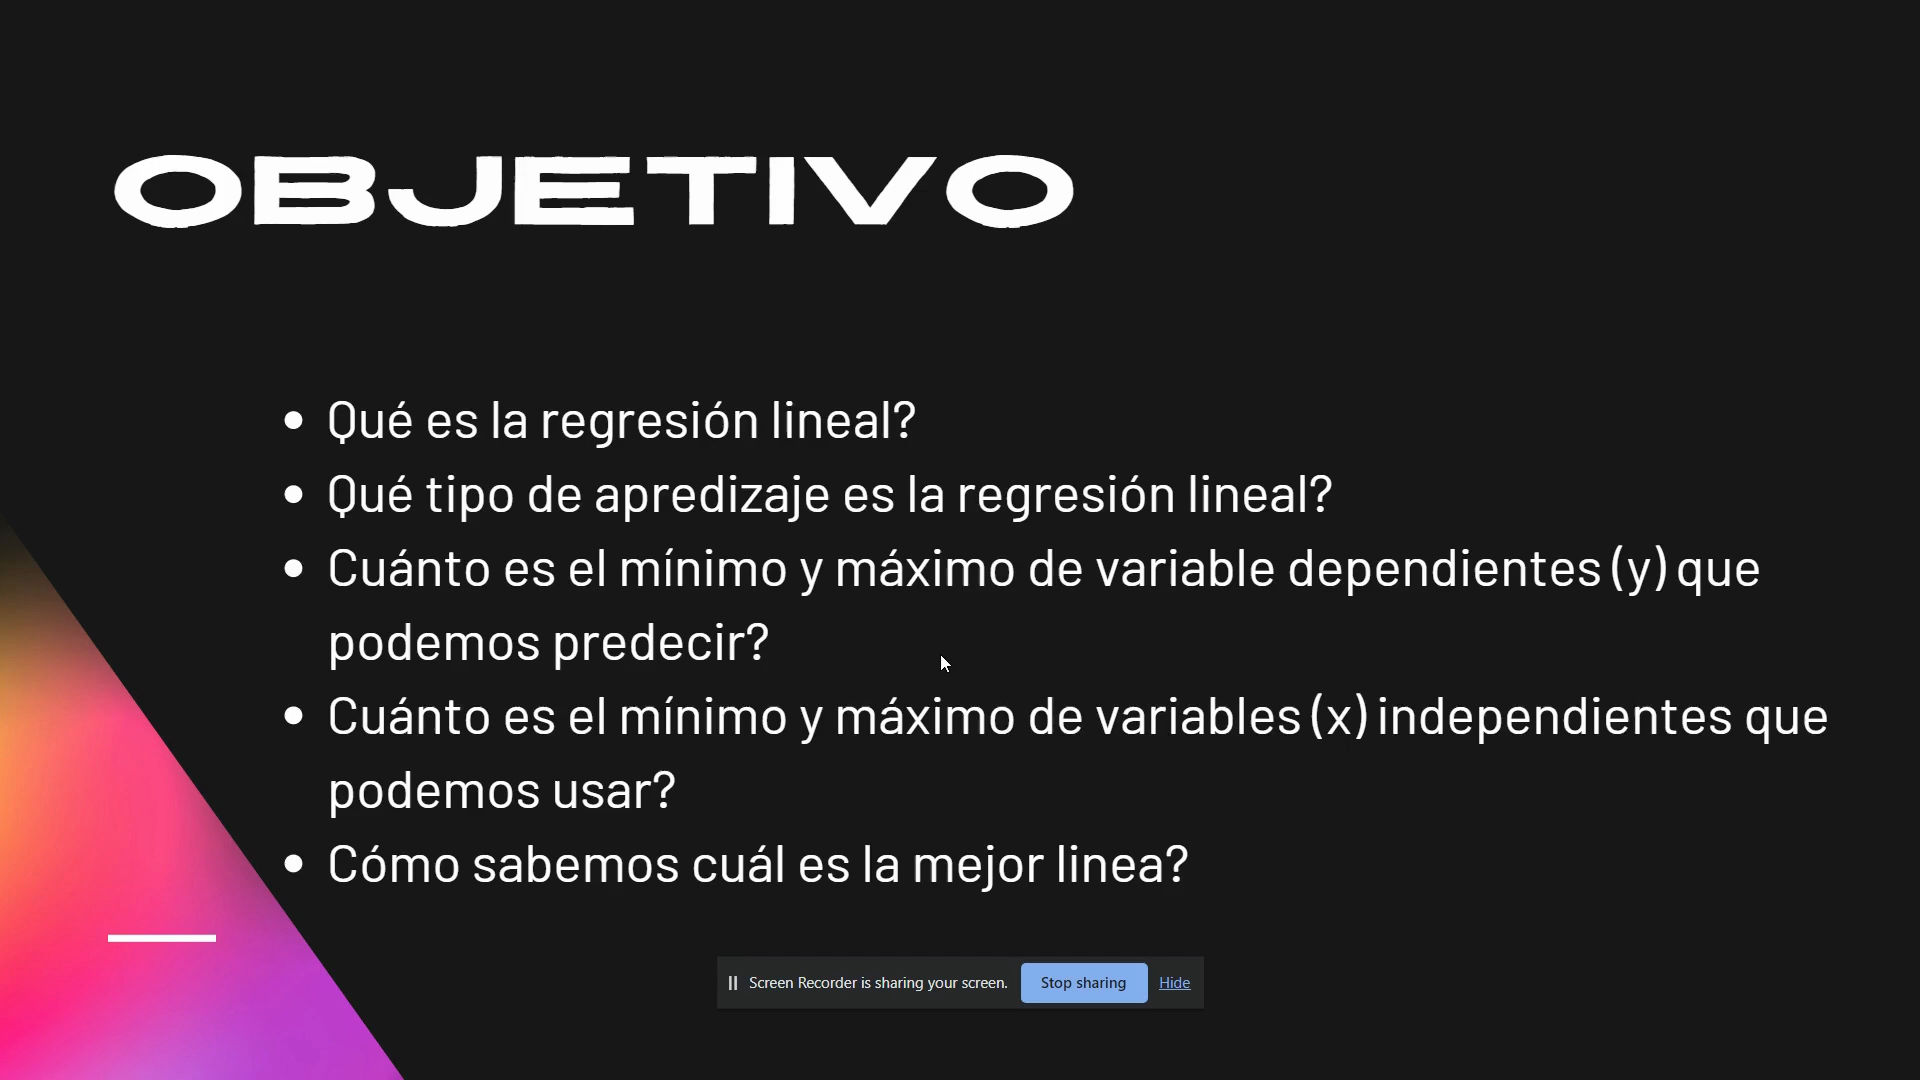 OBJETIVO
• Qué es la regresión lineal?
• Qué tipo de apredizaje es la regresión lineal?
• Cuánto es el mínimo y máximo de variable dependientes (y) que
podemos predecir?
• Cuánto es el mínimo y máximo de variables (x) independientes que
podemos usar?
• Cómo sabemos cuál es la mejor linea?
Screen Recorder is sharing your screen. Stop sharing Hide